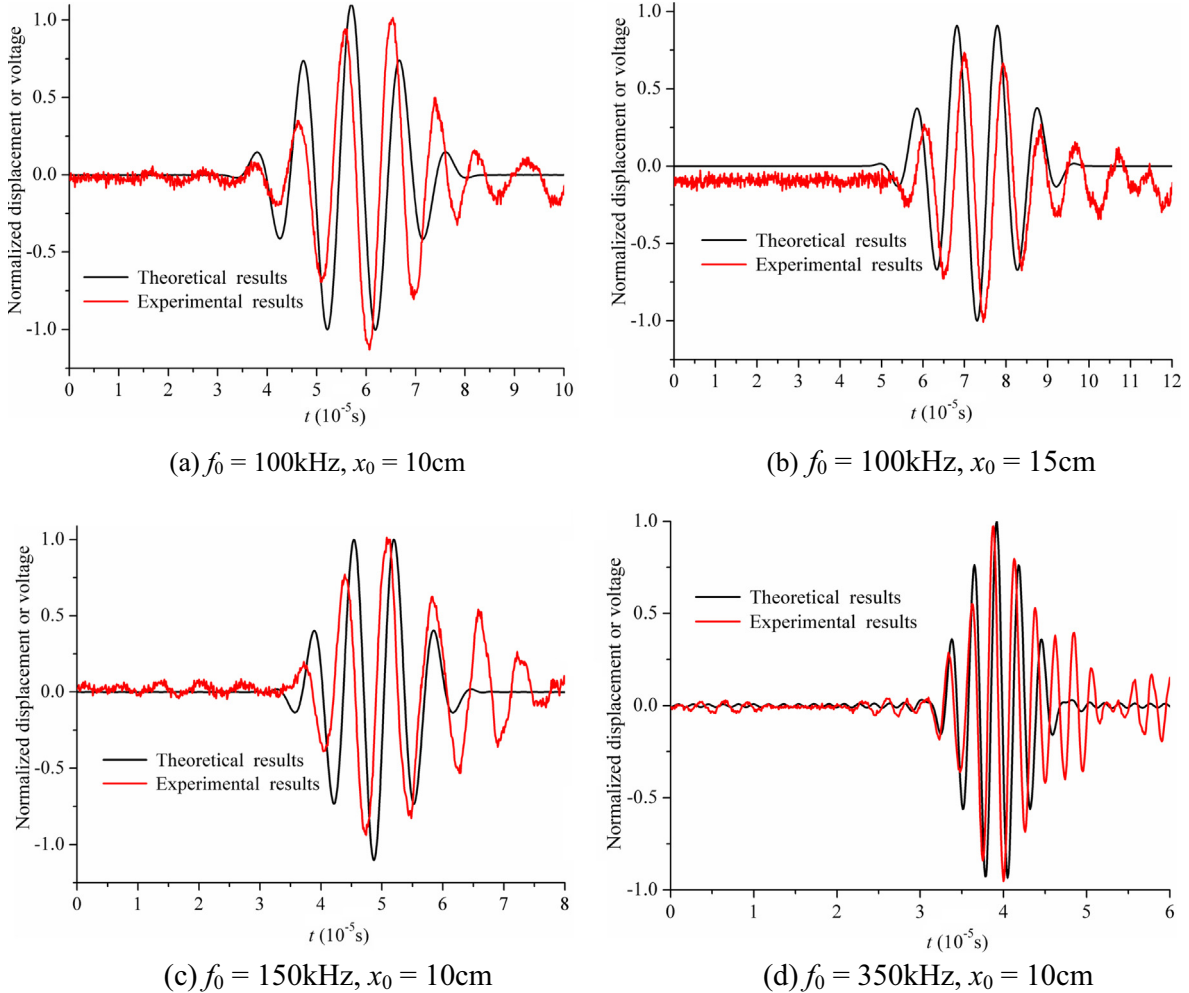 Normalized displacement or voltage
1.0
0.5
0.0
-0.5
-1.0
Theoretical results
Experimental results
0 1 2 3 4 5 6 7 8 9 10
t (10⁻⁵s)
(a) f₀ = 100kHz, x₀ = 10cm
Normalized displacement or voltage
1.0
0.5
0.0
-0.5
-1.0
Theoretical results
Experimental results
0 1 2 3 4 5 6 7 8 9 10 11 12
t (10⁻⁵s)
(b) f₀ = 100kHz, x₀ = 15cm
Normalized displacement or voltage
1.0
0.5
0.0
-0.5
-1.0
Theoretical results
Experimental results
0 1 2 3 4 5 6 7 8
t (10⁻⁵s)
(c) f₀ = 150kHz, x₀ = 10cm
Normalized displacement or voltage
1.0
0.5
0.0
-0.5
-1.0
Theoretical results
Experimental results
0 1 2 3 4 5 6
t (10⁻⁵s)
(d) f₀ = 350kHz, x₀ = 10cm